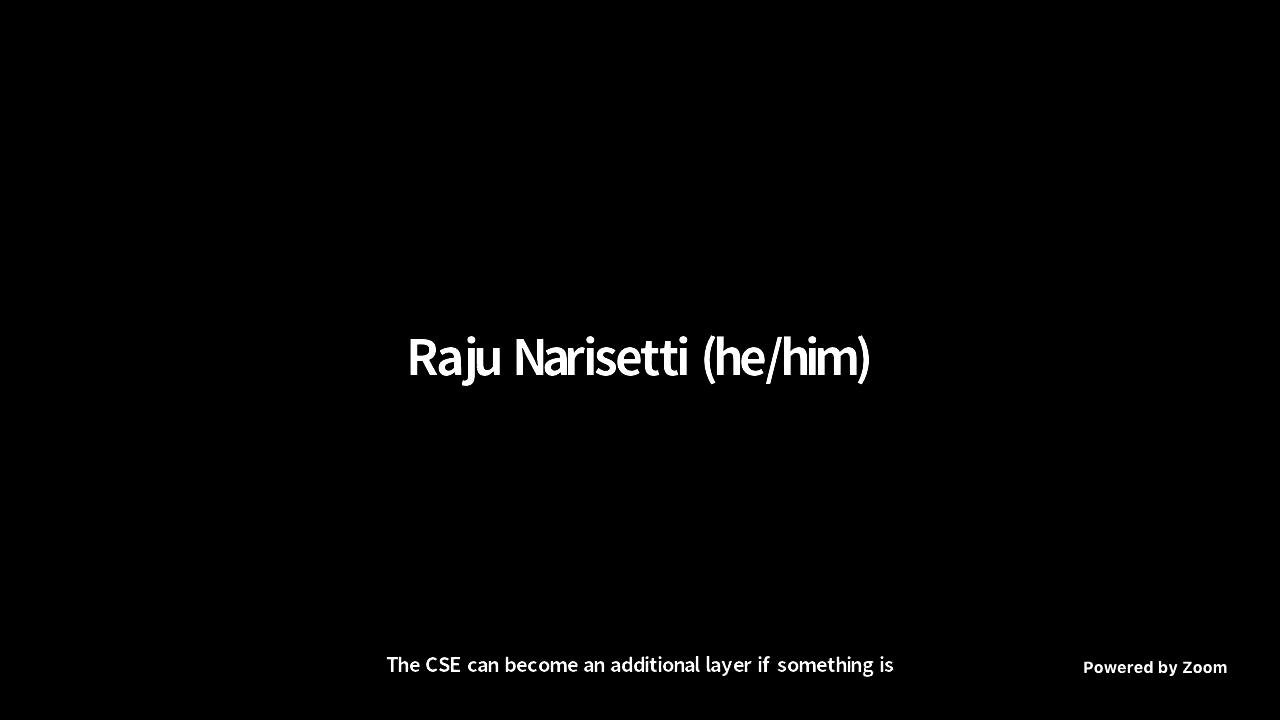 Raju Narisetti (he/him)
The CSE can become an additional layer if something is
Powered by Zoom